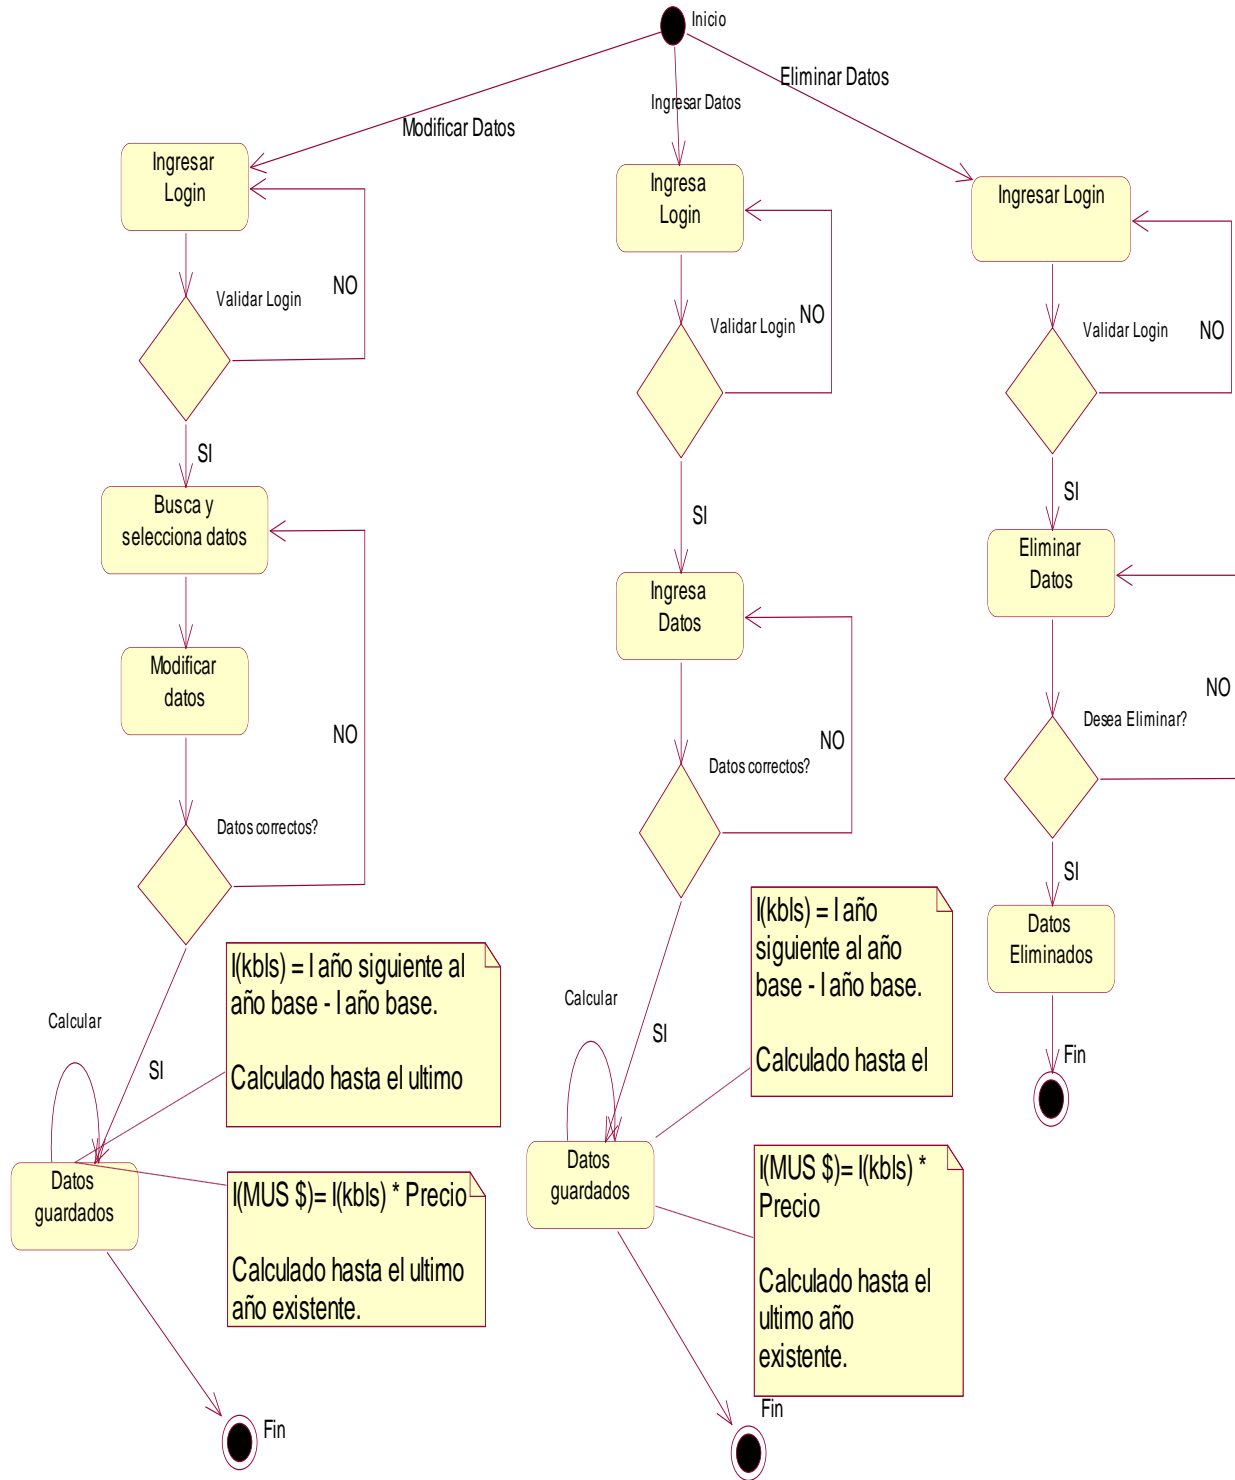 Inicio
Modificar Datos
Ingresar Datos
Eliminar Datos
Ingresar
Login
Validar Login
NO
SI
Busca y
selecciona datos
Modificar
datos
NO
Datos correctos?
SI
Calcular
Datos
guardados
I(kbls) = I año siguiente al
año base - I año base.
Calculado hasta el ultimo
I(MUS $)= I(kbls) * Precio
Calculado hasta el ultimo
año existente.
Fin
Ingresa
Login
Validar Login
NO
SI
Ingresa
Datos
NO
Datos correctos?
SI
Calcular
Datos
guardados
I(kbls) = I año
siguiente al año
base - I año base.
Calculado hasta el
I(MUS $)= I(kbls) *
Precio
Calculado hasta el
ultimo año
existente.
Fin
Ingresar Login
Validar Login
NO
SI
Eliminar
Datos
NO
Desea Eliminar?
SI
Datos
Eliminados
Fin